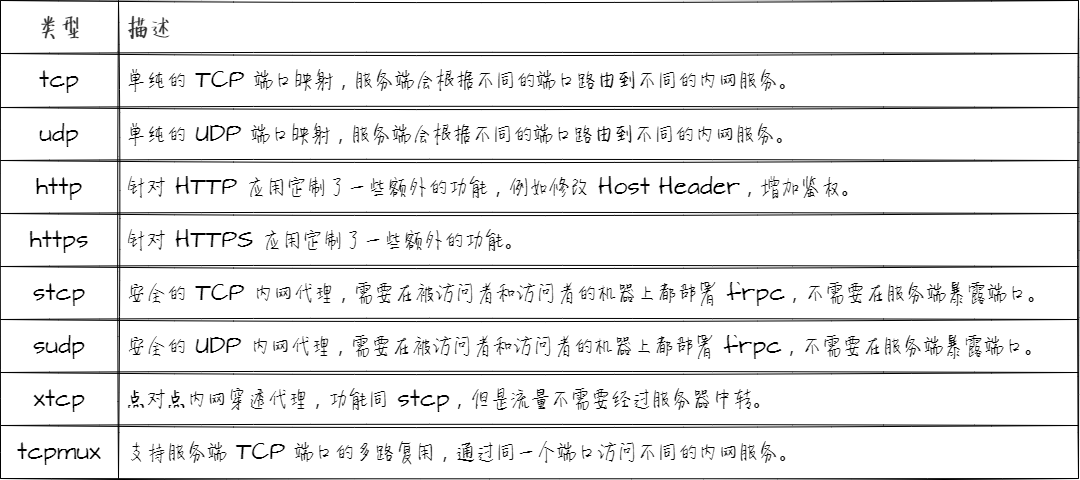 类型 描述
tcp 单纯的 TCP 端口映射，服务端会根据不同的端口路由到不同的内网服务。
udp 单纯的 UDP 端口映射，服务端会根据不同的端口路由到不同的内网服务。
http 针对 HTTP 应用定制了一些额外的功能，例如修改 Host Header，增加鉴权。
https 针对 HTTPS 应用定制了一些额外的功能。
stcp 安全的 TCP 内网代理，需要在被访问者和访问者的机器上都部署 frpc，不需要在服务端暴露端口。
sudp 安全的 UDP 内网代理，需要在被访问者和访问者的机器上都部署 frpc，不需要在服务端暴露端口。
xtcp 点对点内网穿透代理，功能同 stcp，但是流量不需要经过服务器中转。
tcpmux 支持服务端 TCP 端口的多路复用，通过同一个端口访问不同的内网服务。